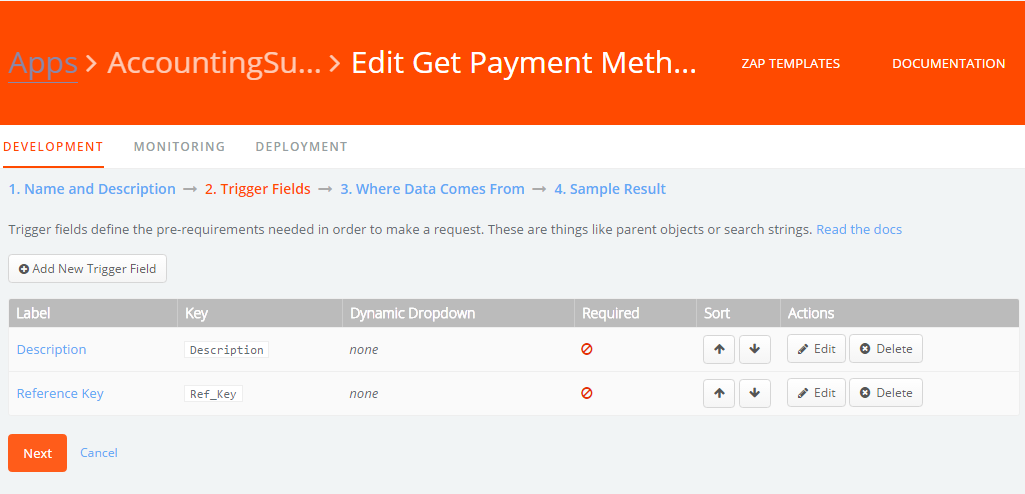 Apps > AccountingSu... > Edit Get Payment Meth...
ZAP TEMPLATES
DOCUMENTATION
DEVELOPMENT MONITORING DEPLOYMENT
1. Name and Description → 2. Trigger Fields → 3. Where Data Comes From → 4. Sample Result
Trigger fields define the pre-requirements needed in order to make a request. These are things like parent objects or search strings. Read the docs
Add New Trigger Field
Label Key Dynamic Dropdown Required Sort Actions
Description Description none Edit Delete
Reference Key Ref_Key none Edit Delete
Next Cancel